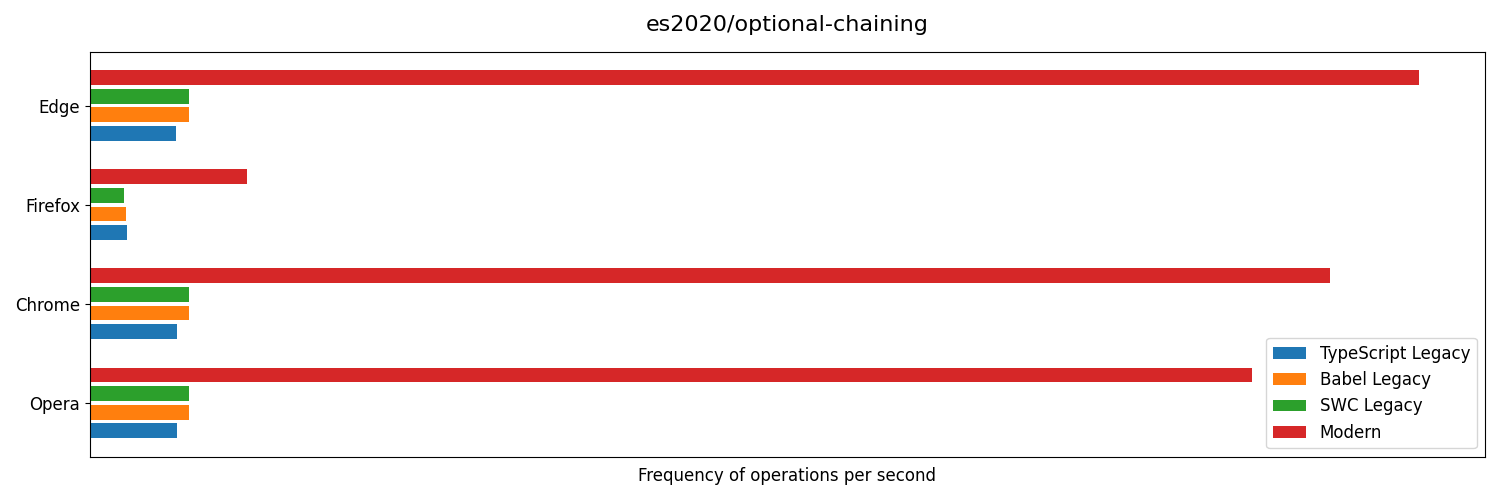 es2020/optional-chaining
Edge
Firefox
Chrome
Opera
TypeScript Legacy
Babel Legacy
SWC Legacy
Modern
Frequency of operations per second